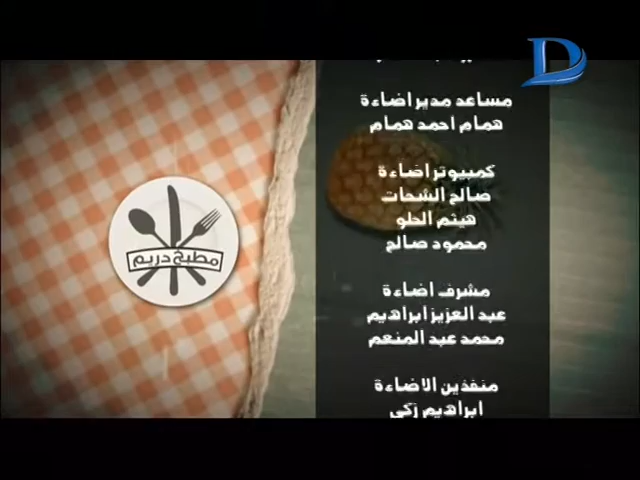 مساعد مدير اضاءة
همام احمد همام
كمبيوتر اضاءة
صالح الشحات
هيثم الحلو
محمود صالح
مشرف اضاءة
عبد العزيز ابراهيم
محمد عبد المنعم
منفذين الاضاءة
ابراهيم زكى
مطبخ دريم
D